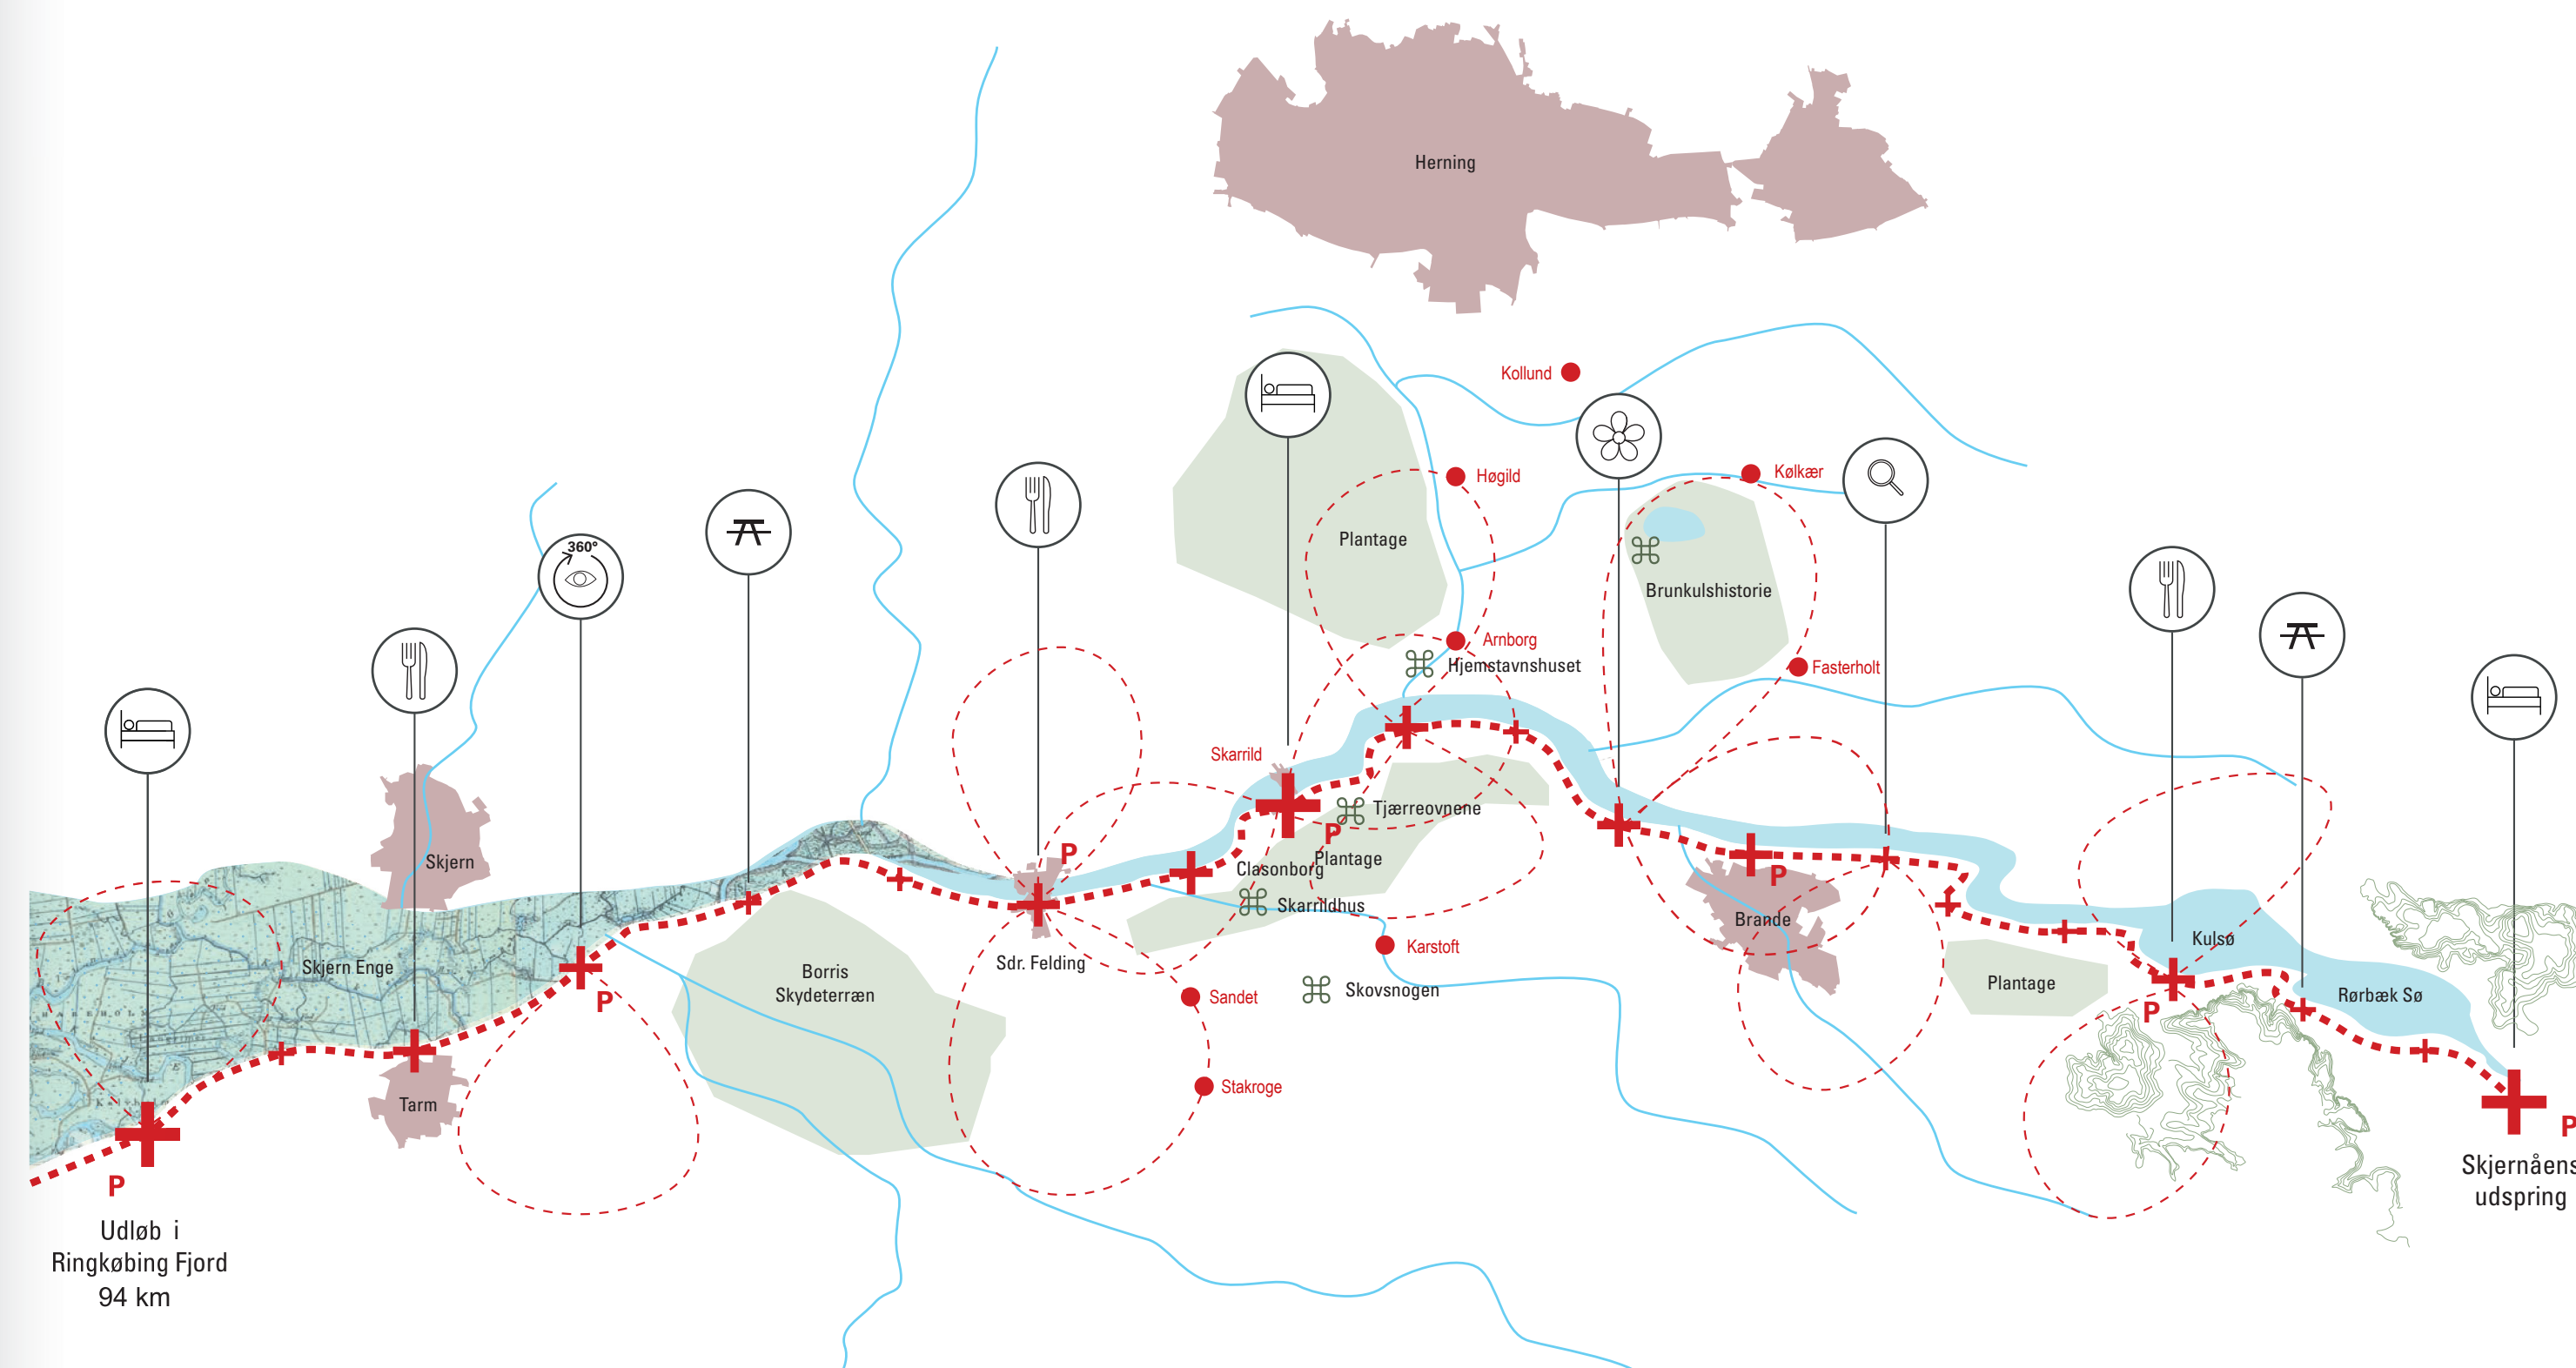 Herning
Kollund
Høgild
Kølkær
Plantage
360°
Brunkulshistorie
Arnborg
Hjemstavnshuset
Fasterholt
Skarrild
Tjærreovnene
P
Skjern
P
Plantage
Clasonborg
P
Skarrildhus
Brande
Kulsø
Karstoft
Sdr. Felding
Skjern Enge
Borris
Skydeterræn
Plantage
Rørbæk Sø
Skovsnogen
Sandet
P
P
Stakroge
Tarm
P
P
Skjernåens
udspring
Udløb i
Ringkøbing Fjord
94 km